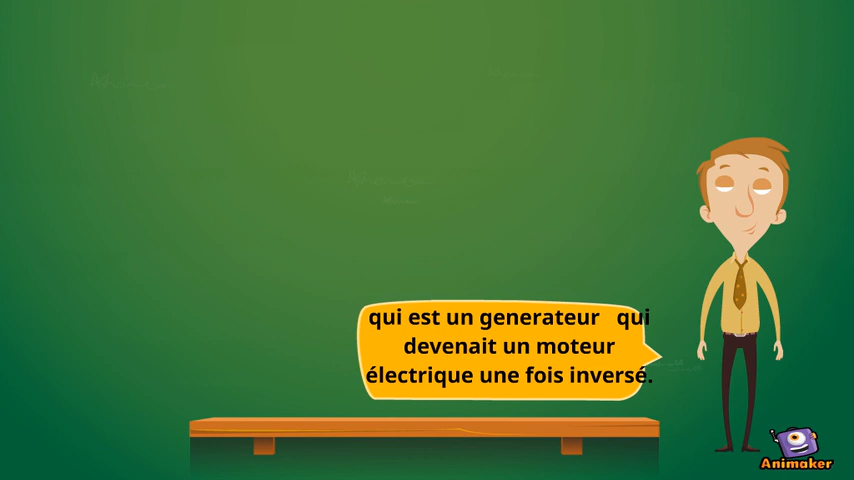 qui est un generateur qui
devenait un moteur
électrique une fois inversé.
Animaker